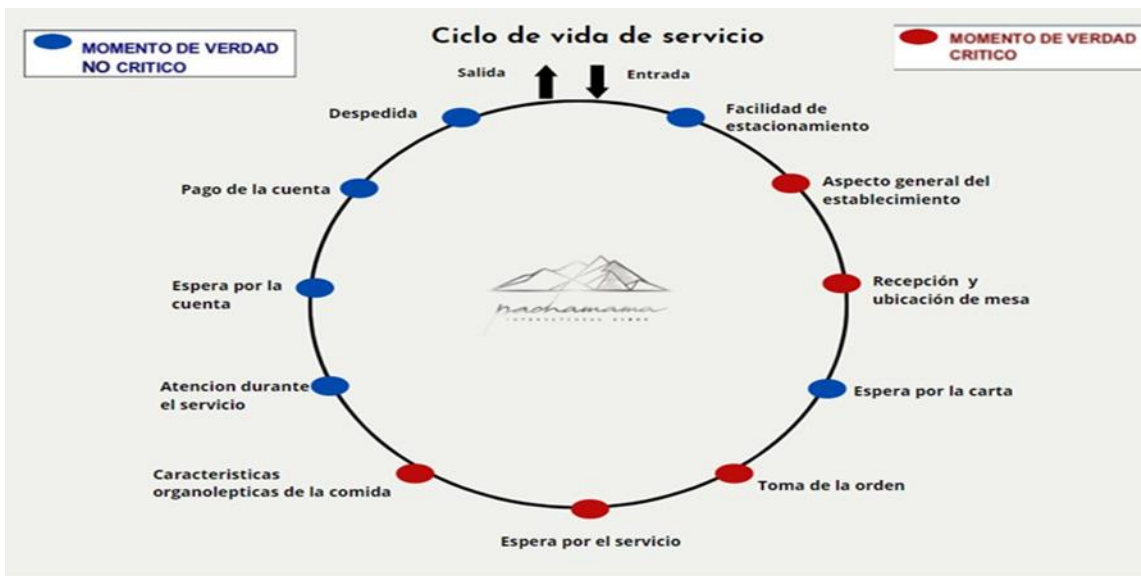 MOMENTO DE VERDAD
NO CRITICO
Ciclo de vida de servicio
MOMENTO DE VERDAD
CRITICO
Salida
Entrada
Facilidad de
estacionamiento
Aspecto general del
establecimiento
Recepción y
ubicación de mesa
Espera por la carta
Toma de la orden
Espera por el servicio
Caracteristicas
organolepticas de la comida
Atencion durante
el servicio
Espera por la
cuenta
Pago de la cuenta
Despedida
pachamama